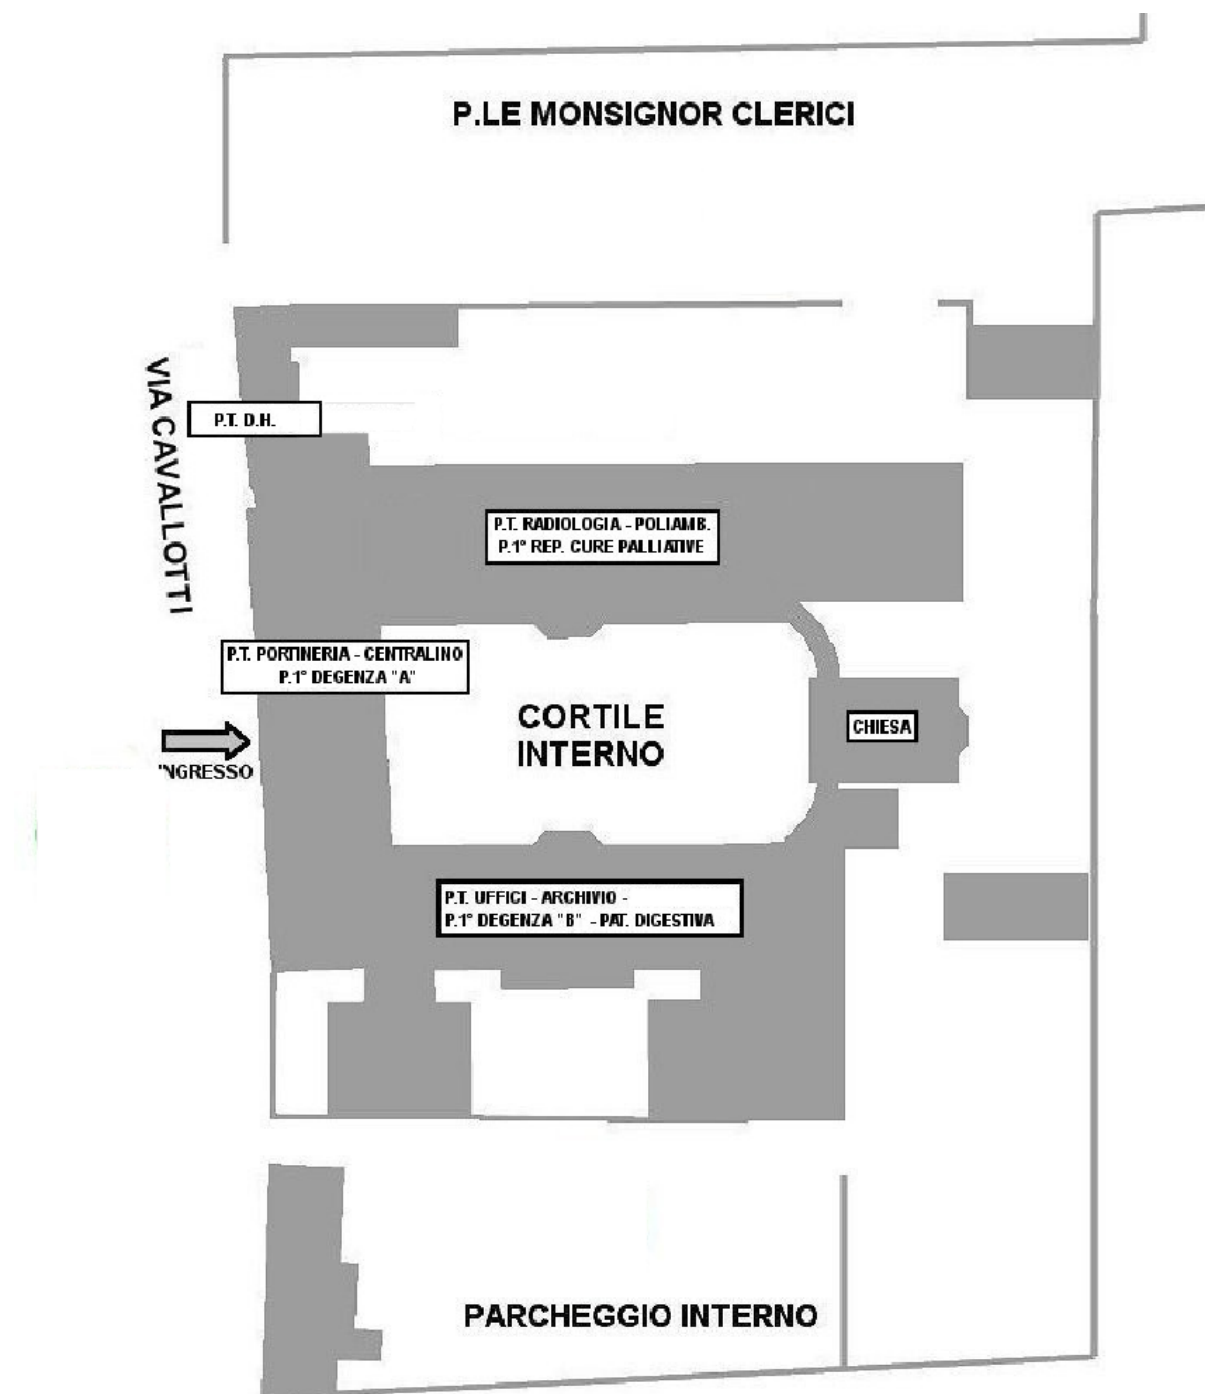 P.LE MONSIGNOR CLERICI
VIA CAVALLOTTI
P.T. D.H.
P.T. RADIOLOGIA - POLIAMB.
P.1° REP. CURE PALLIATIVE
P.T. PORTINERIA - CENTRALINO
P.1° DEGENZA "A"
CORTILE
INTERNO
CHIESA
INGRESSO
P.T. UFFICI - ARCHIVIO -
P.1° DEGENZA "B" - PAT. DIGESTIVA
PARCHEGGIO INTERNO